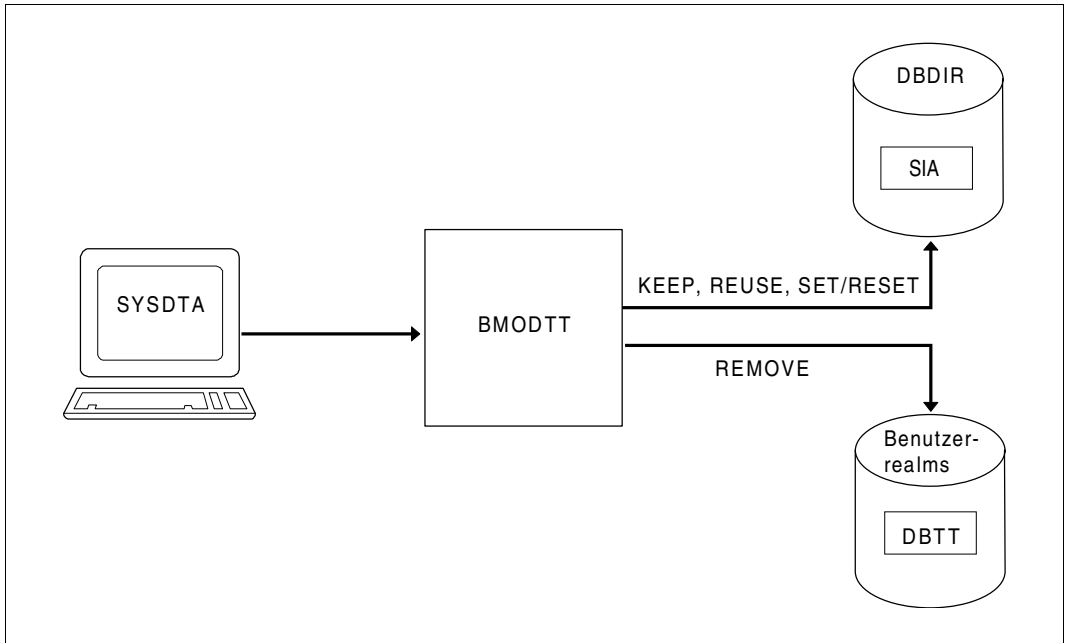 DBDIR
SIA
SYSDTA
BMODTT
KEEP, REUSE, SET/RESET
REMOVE
Benutzer-
realms
DBTT